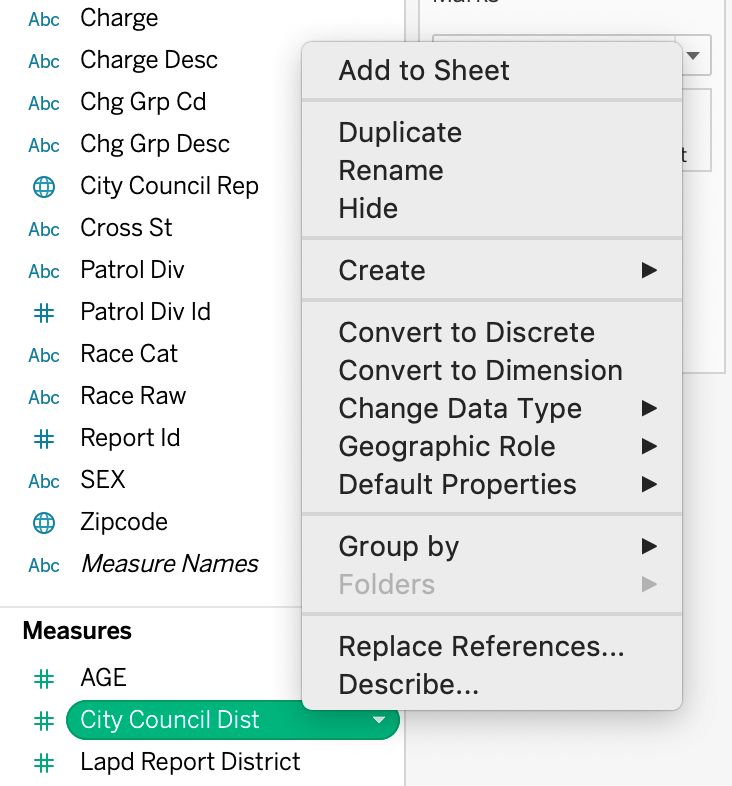 Abc Charge
Abc Charge Desc
Abc Chg Grp Cd
Abc Chg Grp Desc
City Council Rep
Abc Cross St
Abc Patrol Div
# Patrol Div Id
Abc Race Cat
Abc Race Raw
# Report Id
Abc SEX
Zipcode
Abc Measure Names
Measures
# AGE
# City Council Dist
# Lapd Report District
Add to Sheet
Duplicate
Rename
Hide
Create
Convert to Discrete
Convert to Dimension
Change Data Type
Geographic Role
Default Properties
Group by
Folders
Replace References...
Describe...